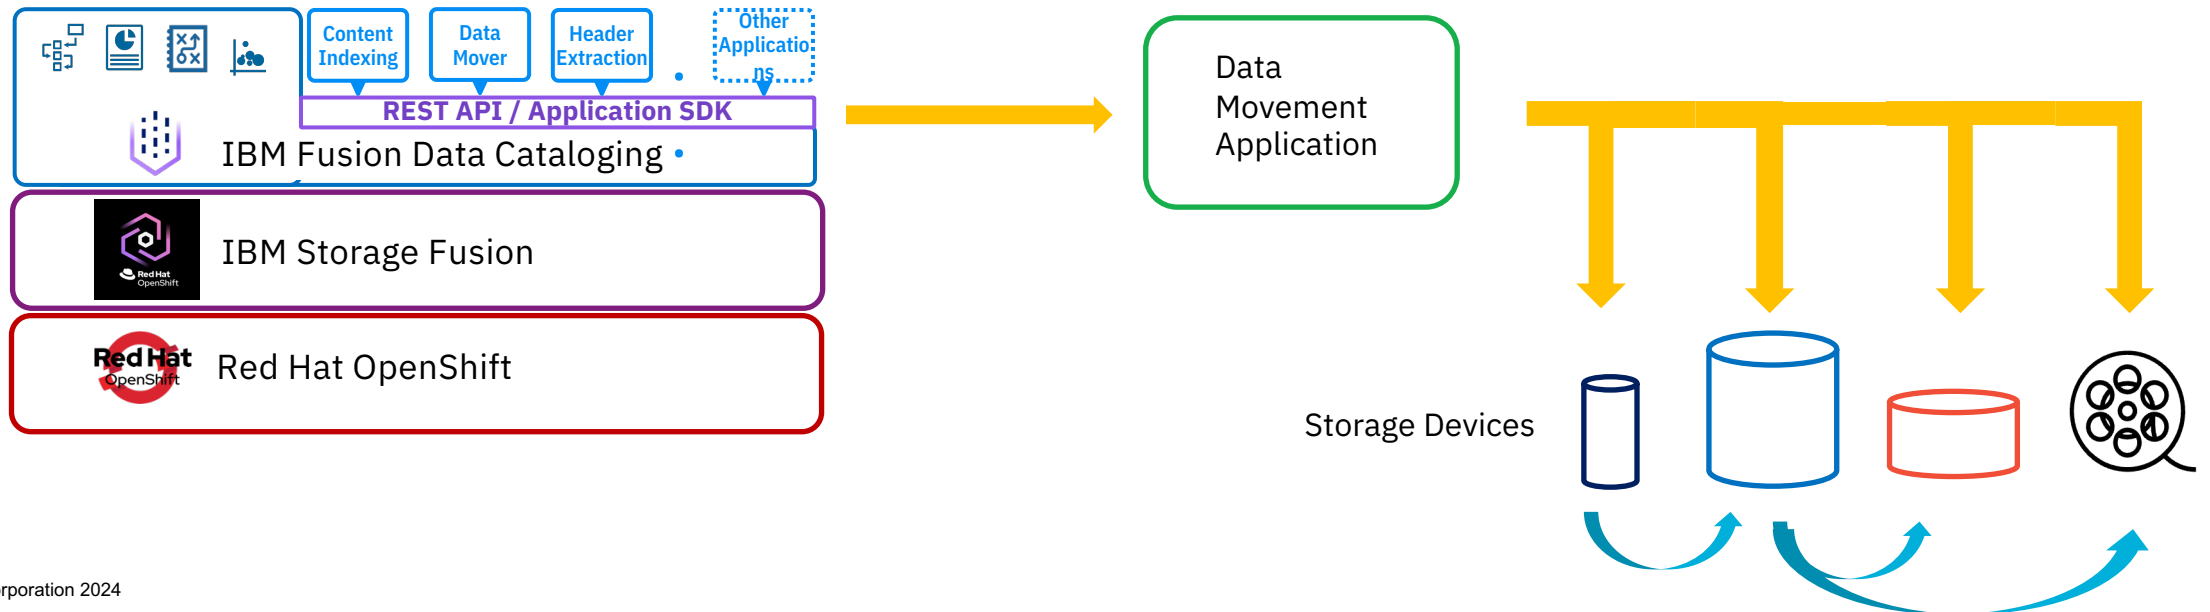 Content
Indexing
Data
Mover
Header
Extraction
Other
Applicatio
ns
REST API / Application SDK
IBM Fusion Data Cataloging
Red Hat
OpenShift
IBM Storage Fusion
Red Hat
OpenShift
Red Hat OpenShift
Data
Movement
Application
Storage Devices
rporation 2024